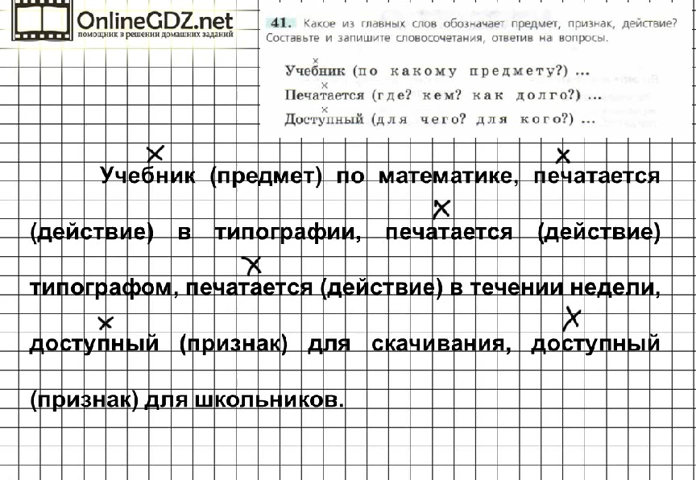 OnlineGDZ.net
помощник в решении домашних заданий
41. Какое из главных слов обозначает предмет, признак, действие?
Составьте и запишите словосочетания, ответив на вопросы.
х
Учебник (по какому предмету?) ...
х
Печатается (где? кем? как долго?) ...
х
Доступный (для чего? для кого?) ...
х х
Учебник (предмет) по математике, печатается
х
(действие) в типографии, печатается (действие)
х
типографом, печатается (действие) в течении недели,
х х
доступный (признак) для скачивания, доступный
(признак) для школьников.